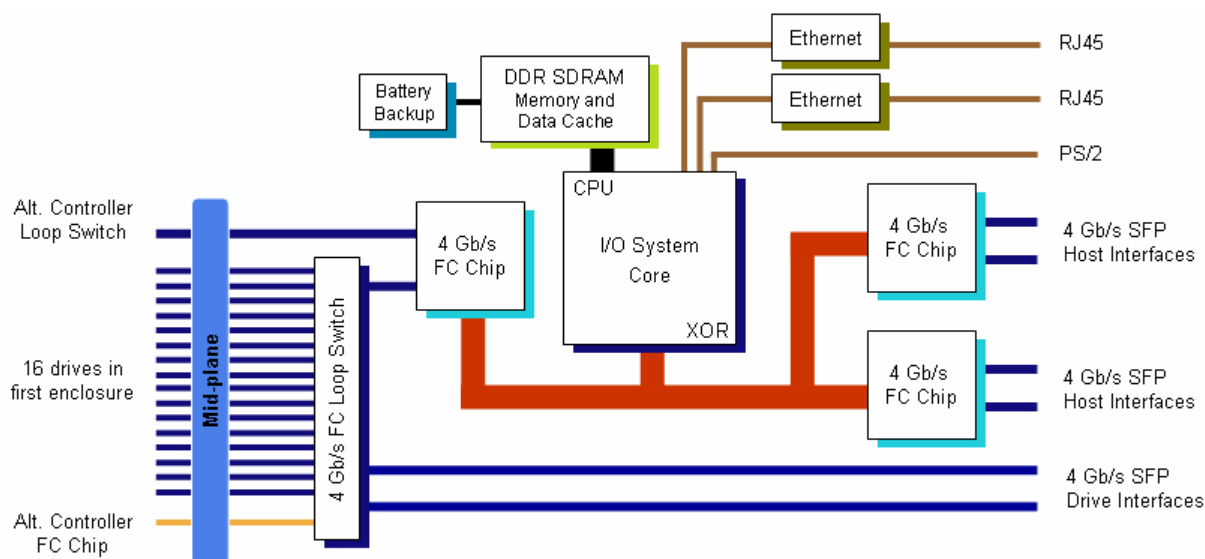 Ethernet
RJ45
DDR SDRAM
Memory and
Data Cache
Battery
Backup
Ethernet
RJ45
PS/2
CPU
I/O System
Core
XOR
Alt. Controller
Loop Switch
4 Gb/s
FC Chip
4 Gb/s
FC Chip
4 Gb/s SFP
Host Interfaces
16 drives in
first enclosure
Mid-plane
4 Gb/s FC Loop Switch
4 Gb/s
FC Chip
4 Gb/s SFP
Host Interfaces
4 Gb/s SFP
Drive Interfaces
Alt. Controller
FC Chip